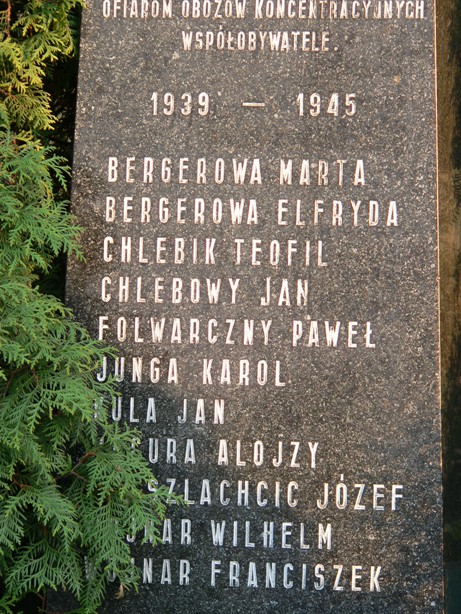 OFIAROM OBOZÓW KONCENTRACYJNYCH
WSPÓŁOBYWATELE.
1939 — 1945
BERGEROWA MARTA
BERGEROWA ELFRYDA
CHLEBIK TEOFIL
CHLEBOWY JAN
FOLWARCZNY PAWEŁ
JUNGA KAROL
JAN
ALOJZY
SZLACHCIC JÓZEF
WILHELM
FRANCISZEK